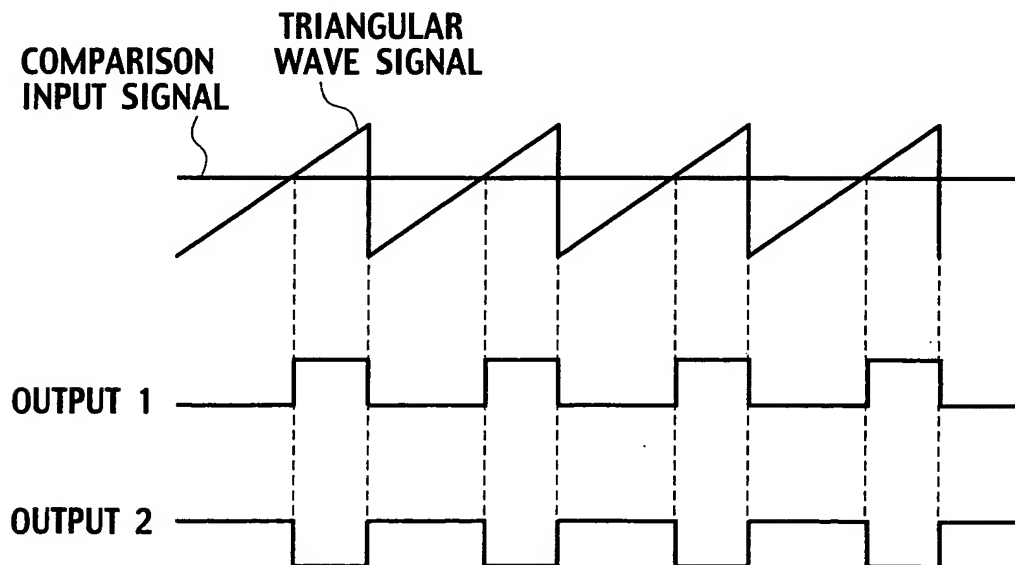 TRIANGULAR
WAVE SIGNAL
COMPARISON
INPUT SIGNAL
OUTPUT 1
OUTPUT 2